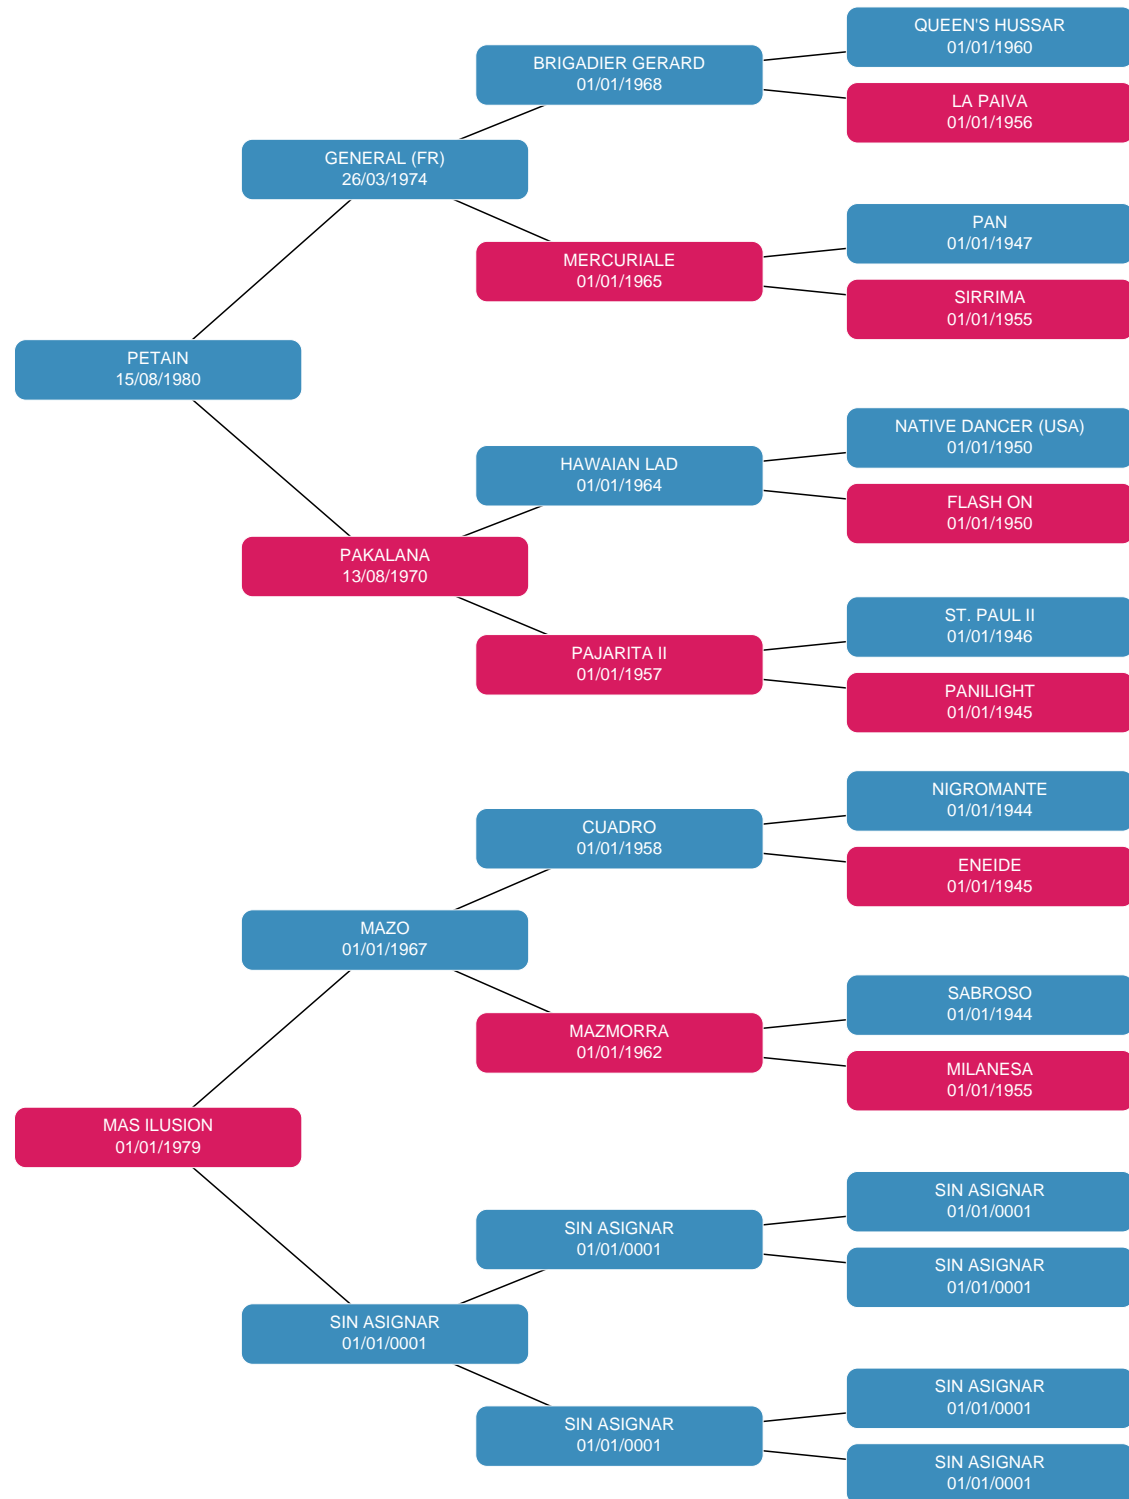 QUEEN'S HUSSAR
01/01/1960
BRIGADIER GERARD
01/01/1968
LA PAIVA
01/01/1956
GENERAL (FR)
26/03/1974
PAN
01/01/1947
MERCURIALE
01/01/1965
SIRRIMA
01/01/1955
PETAIN
15/08/1980
NATIVE DANCER (USA)
01/01/1950
HAWAIAN LAD
01/01/1964
FLASH ON
01/01/1950
PAKALANA
13/08/1970
ST. PAUL II
01/01/1946
PAJARITA II
01/01/1957
PANILIGHT
01/01/1945
NIGROMANTE
01/01/1944
CUADRO
01/01/1958
ENEIDE
01/01/1945
MAZO
01/01/1967
SABROSO
01/01/1944
MAZMORRA
01/01/1962
MILANESA
01/01/1955
MAS ILUSION
01/01/1979
SIN ASIGNAR
01/01/0001
SIN ASIGNAR
01/01/0001
SIN ASIGNAR
01/01/0001
SIN ASIGNAR
01/01/0001
SIN ASIGNAR
01/01/0001
SIN ASIGNAR
01/01/0001
SIN ASIGNAR
01/01/0001